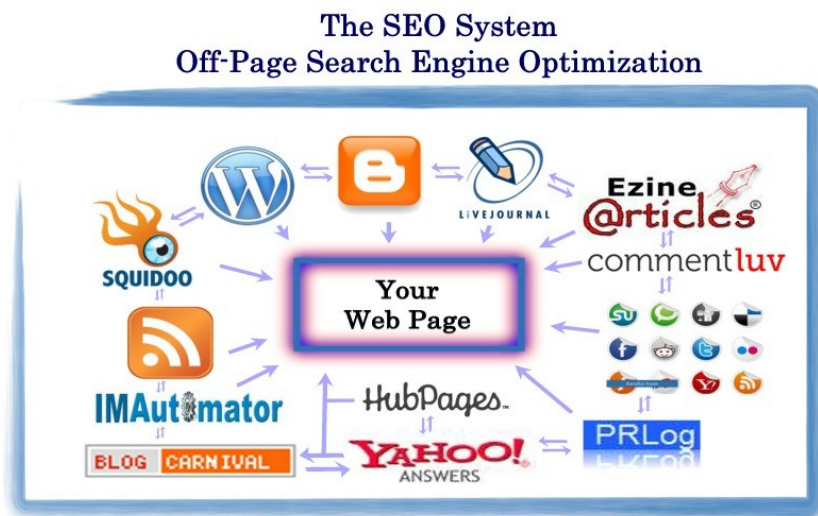 The SEO System
Off-Page Search Engine Optimization
LiVEJOURNAL
Ezine
@rticles®
SQUIDOO
commentluv
Your
Web Page
IMAutomator
HubPages™
PRLog
BLOG CARNIVAL
YAHOO!
ANSWERS